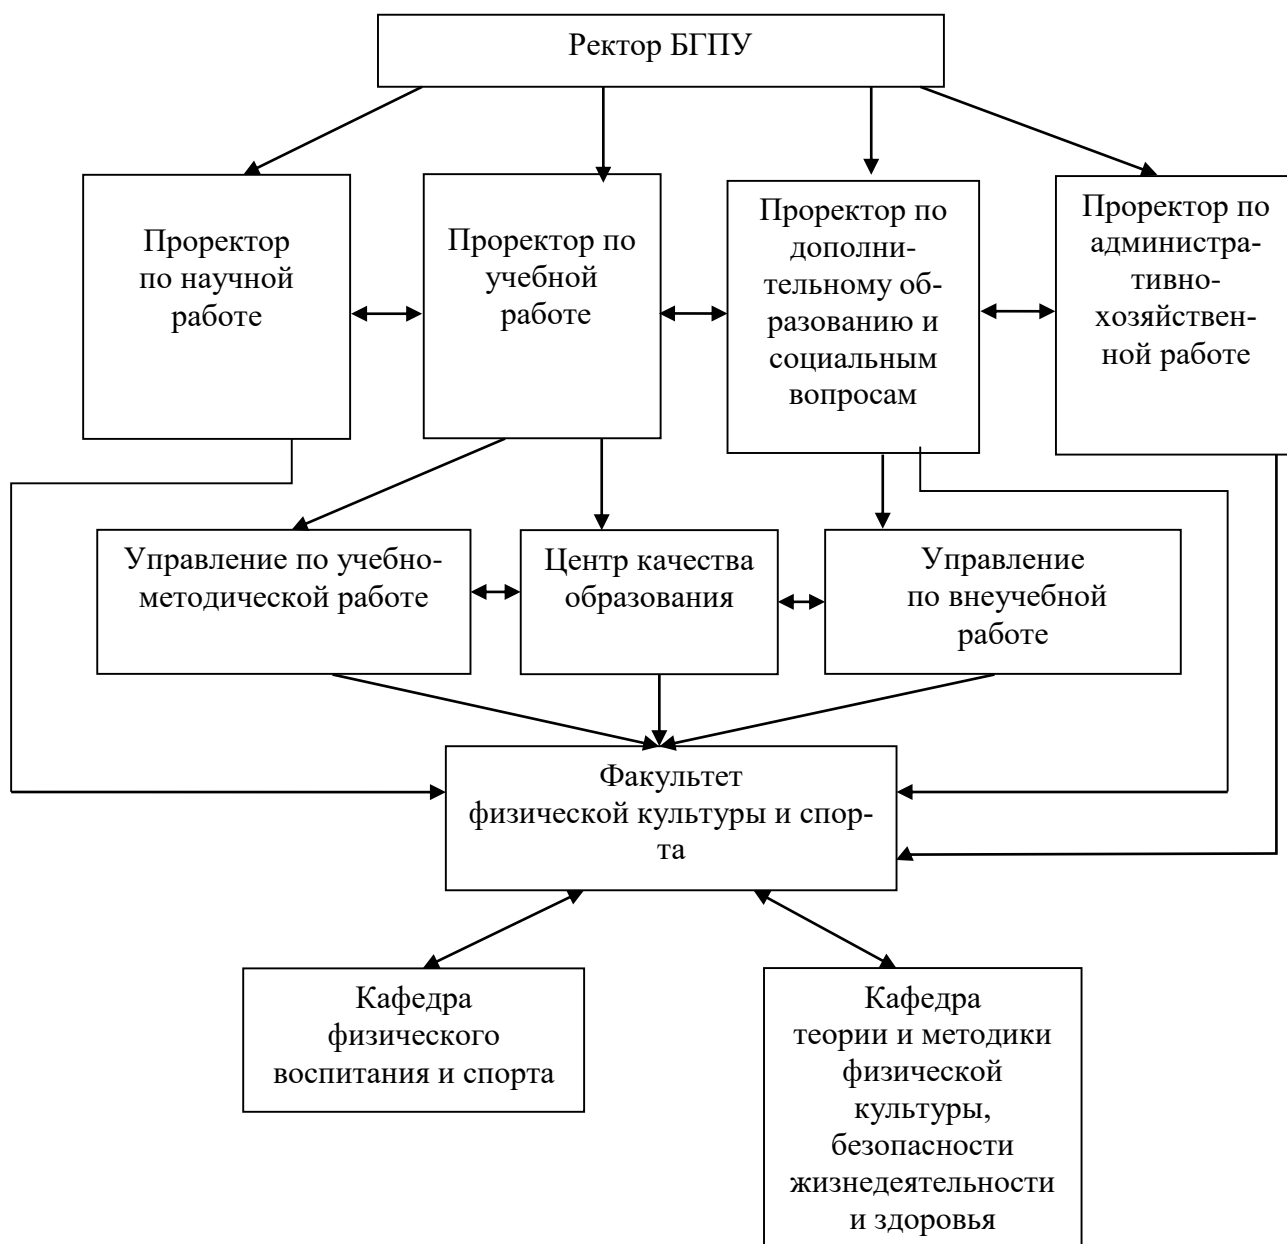 Ректор БГПУ
Проректор
по научной
работе
Проректор по
учебной
работе
Проректор по
дополни-
тельному об-
разованию и
социальным
вопросам
Проректор по
администра-
тивно-
хозяйствен-
ной работе
Управление по учебно-
методической работе
Центр качества
образования
Управление
по внеучебной
работе
Факультет
физической культуры и спор-
та
Кафедра
физического
воспитания и спорта
Кафедра
теории и методики
физической
культуры,
безопасности
жизнедеятельности
и здоровья